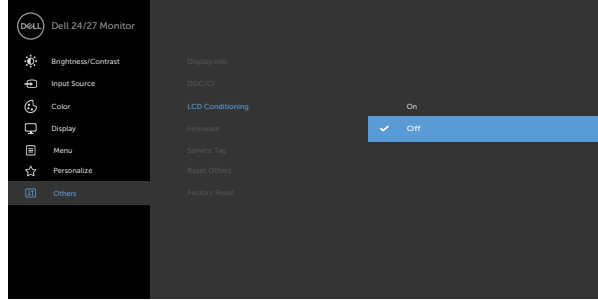 DELL
Dell 24/27 Monitor
Brightness/Contrast
Input Source
Color
Display
Menu
Personalize
Others
Display Info
DDC/CI
LCD Conditioning
Firmware
Service Tag
Reset Others
Factory Reset
On
Off